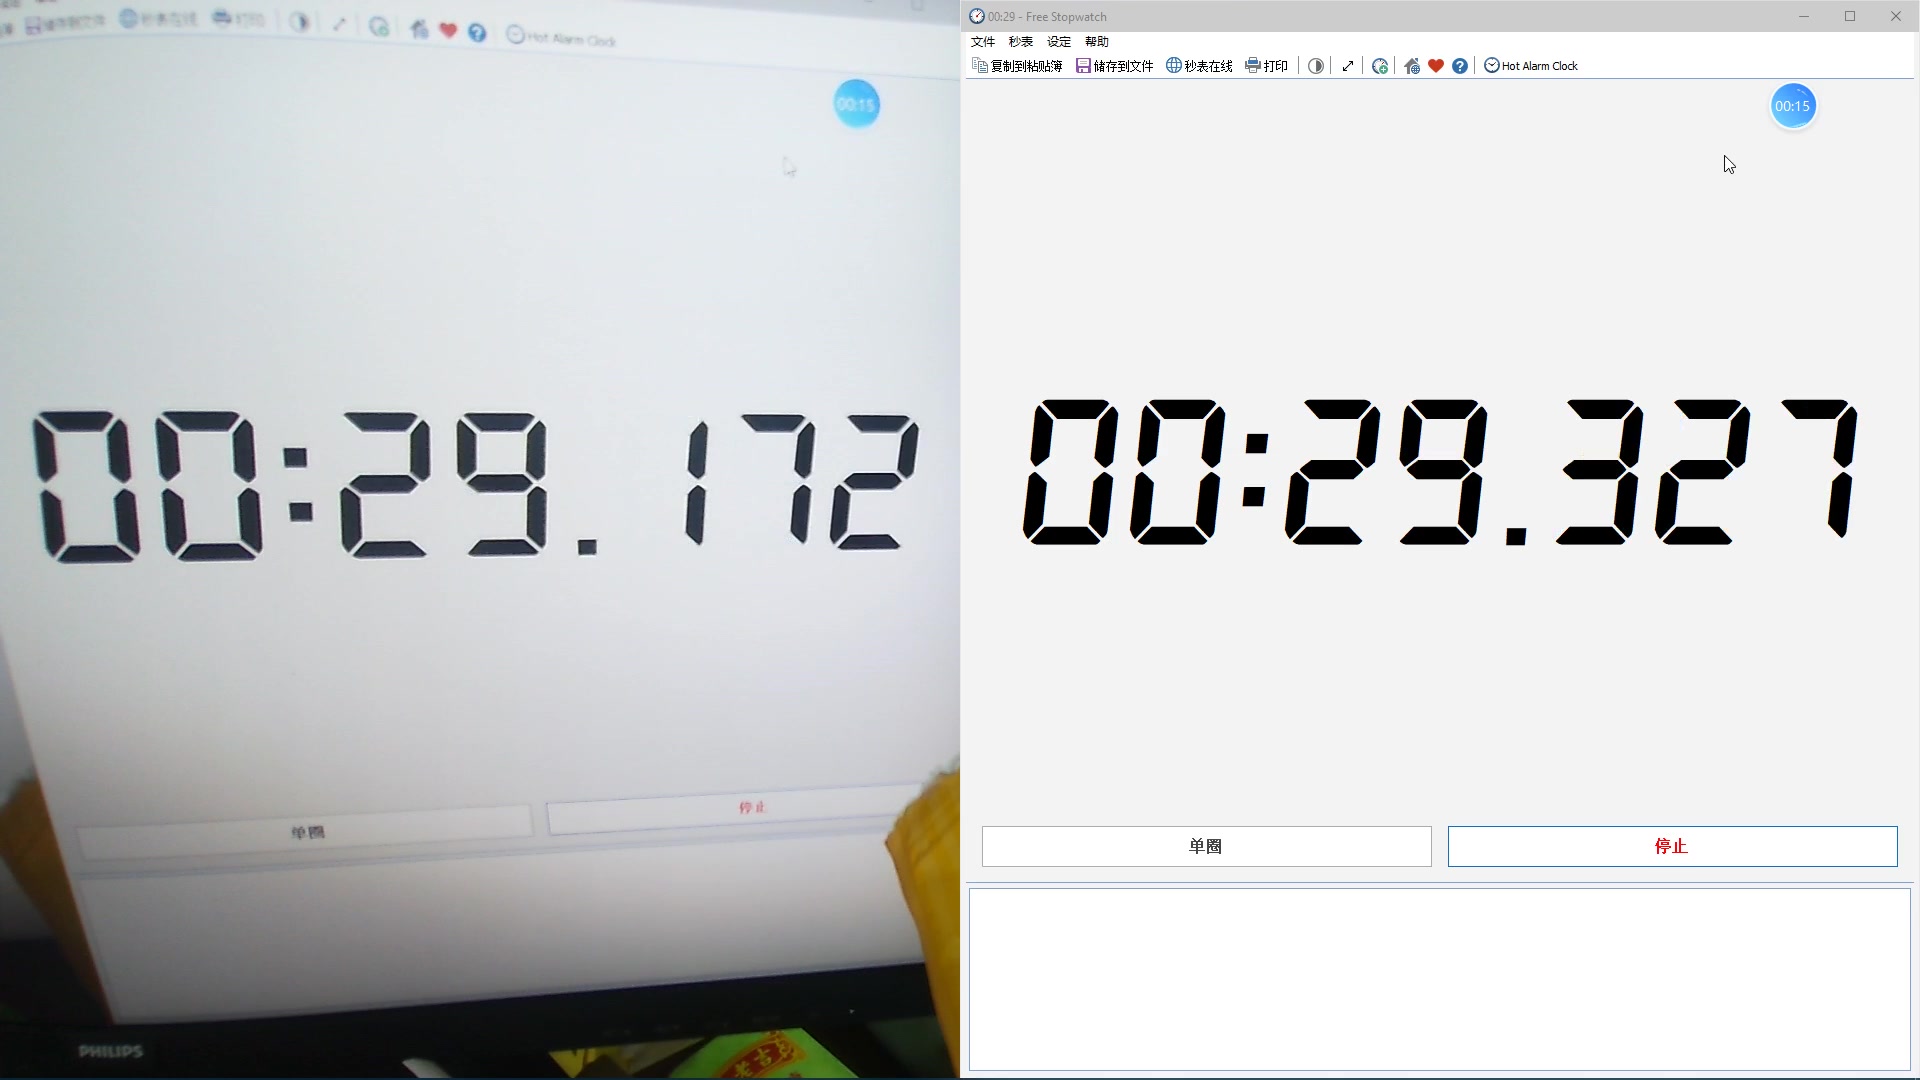 储存到文件 秒表在线 打印 Hot Alarm Clock
00:15
00:29.172
单圈 停止
PHILIPS
00:29 - Free Stopwatch
文件 秒表 设定 帮助
复制到粘贴簿 储存到文件 秒表在线 打印 Hot Alarm Clock
00:15
00:29.327
单圈 停止